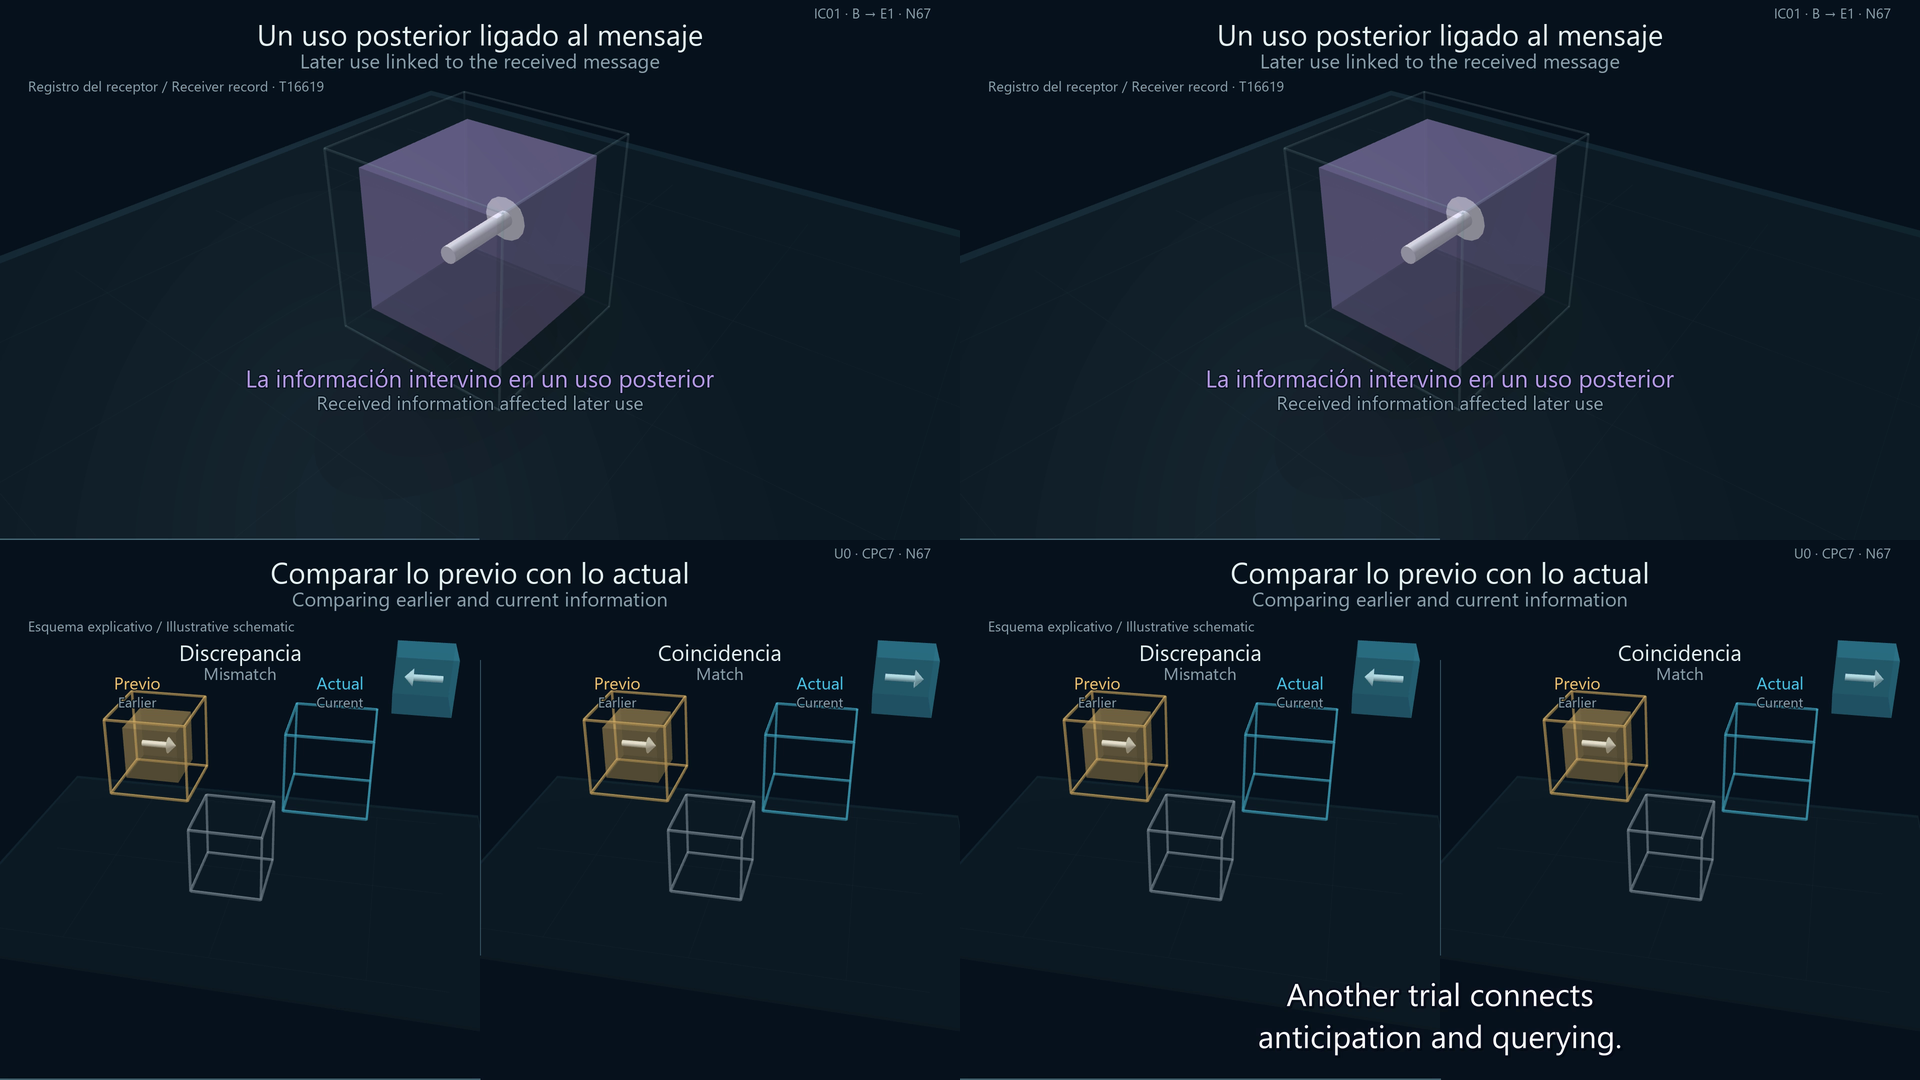 IC01 · B → E1 · N67
Un uso posterior ligado al mensaje
Later use linked to the received message
Registro del receptor / Receiver record · T16619
La información intervino en un uso posterior
Received information affected later use
IC01 · B → E1 · N67
Un uso posterior ligado al mensaje
Later use linked to the received message
Registro del receptor / Receiver record · T16619
La información intervino en un uso posterior
Received information affected later use
U0 · CPC7 · N67
Comparar lo previo con lo actual
Comparing earlier and current information
Esquema explicativo / Illustrative schematic
Discrepancia
Mismatch
Previo
Earlier
Actual
Current
Coincidencia
Match
Previo
Earlier
Actual
Current
U0 · CPC7 · N67
Comparar lo previo con lo actual
Comparing earlier and current information
Esquema explicativo / Illustrative schematic
Discrepancia
Mismatch
Previo
Earlier
Actual
Current
Coincidencia
Match
Previo
Earlier
Actual
Current
Another trial connects
anticipation and querying.